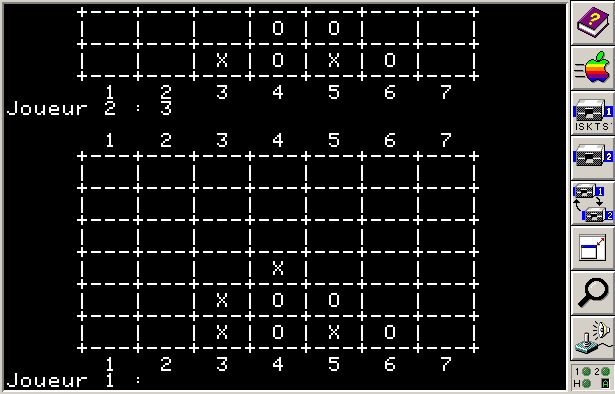 O O
X O X O
1 2 3 4 5 6 7
Joueur 2 : 3
1 2 3 4 5 6 7
X
X O O
X O X O
1 2 3 4 5 6 7
Joueur 1 :
?
1
ISKTS
2
1
2
1 2
H A